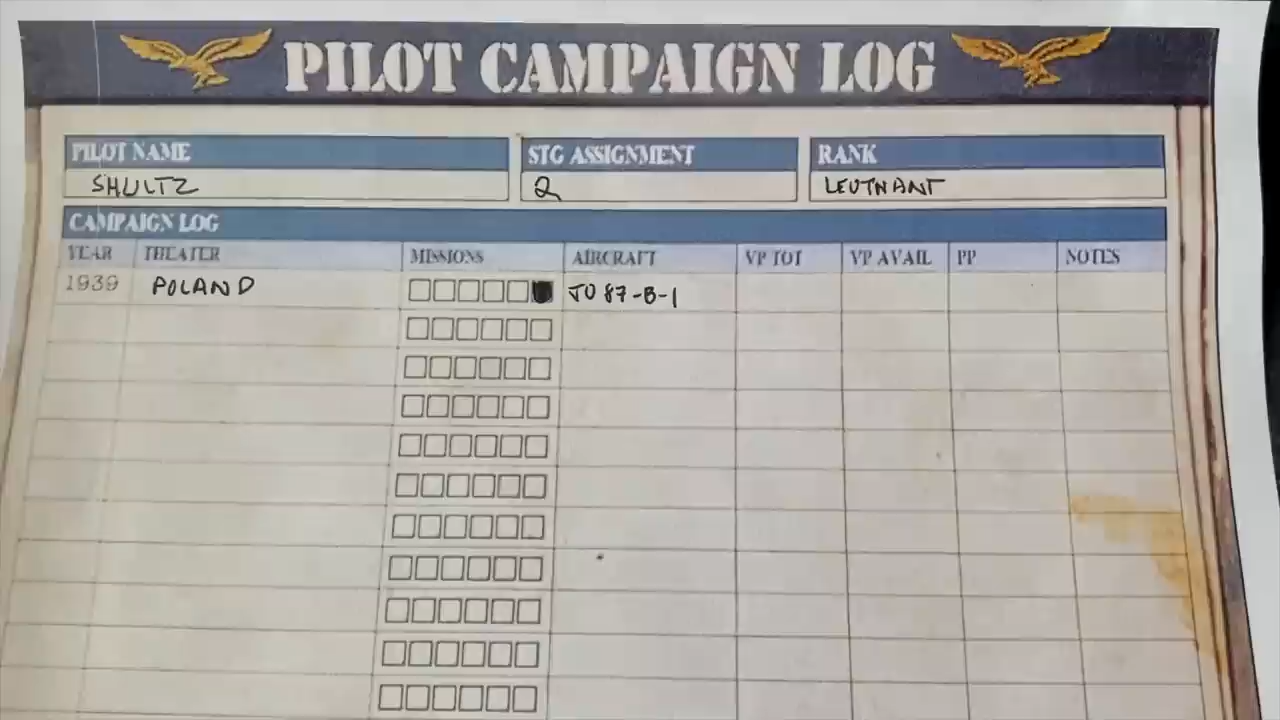 PILOT CAMPAIGN LOG
PILOT NAME STG ASSIGNMENT RANK
SHULTZ 2 LEUTNANT
CAMPAIGN LOG
YEAR THEATER MISSIONS AIRCRAFT VP TOT VP AVAIL PP NOTES
1939 POLAND JU 87-B-1